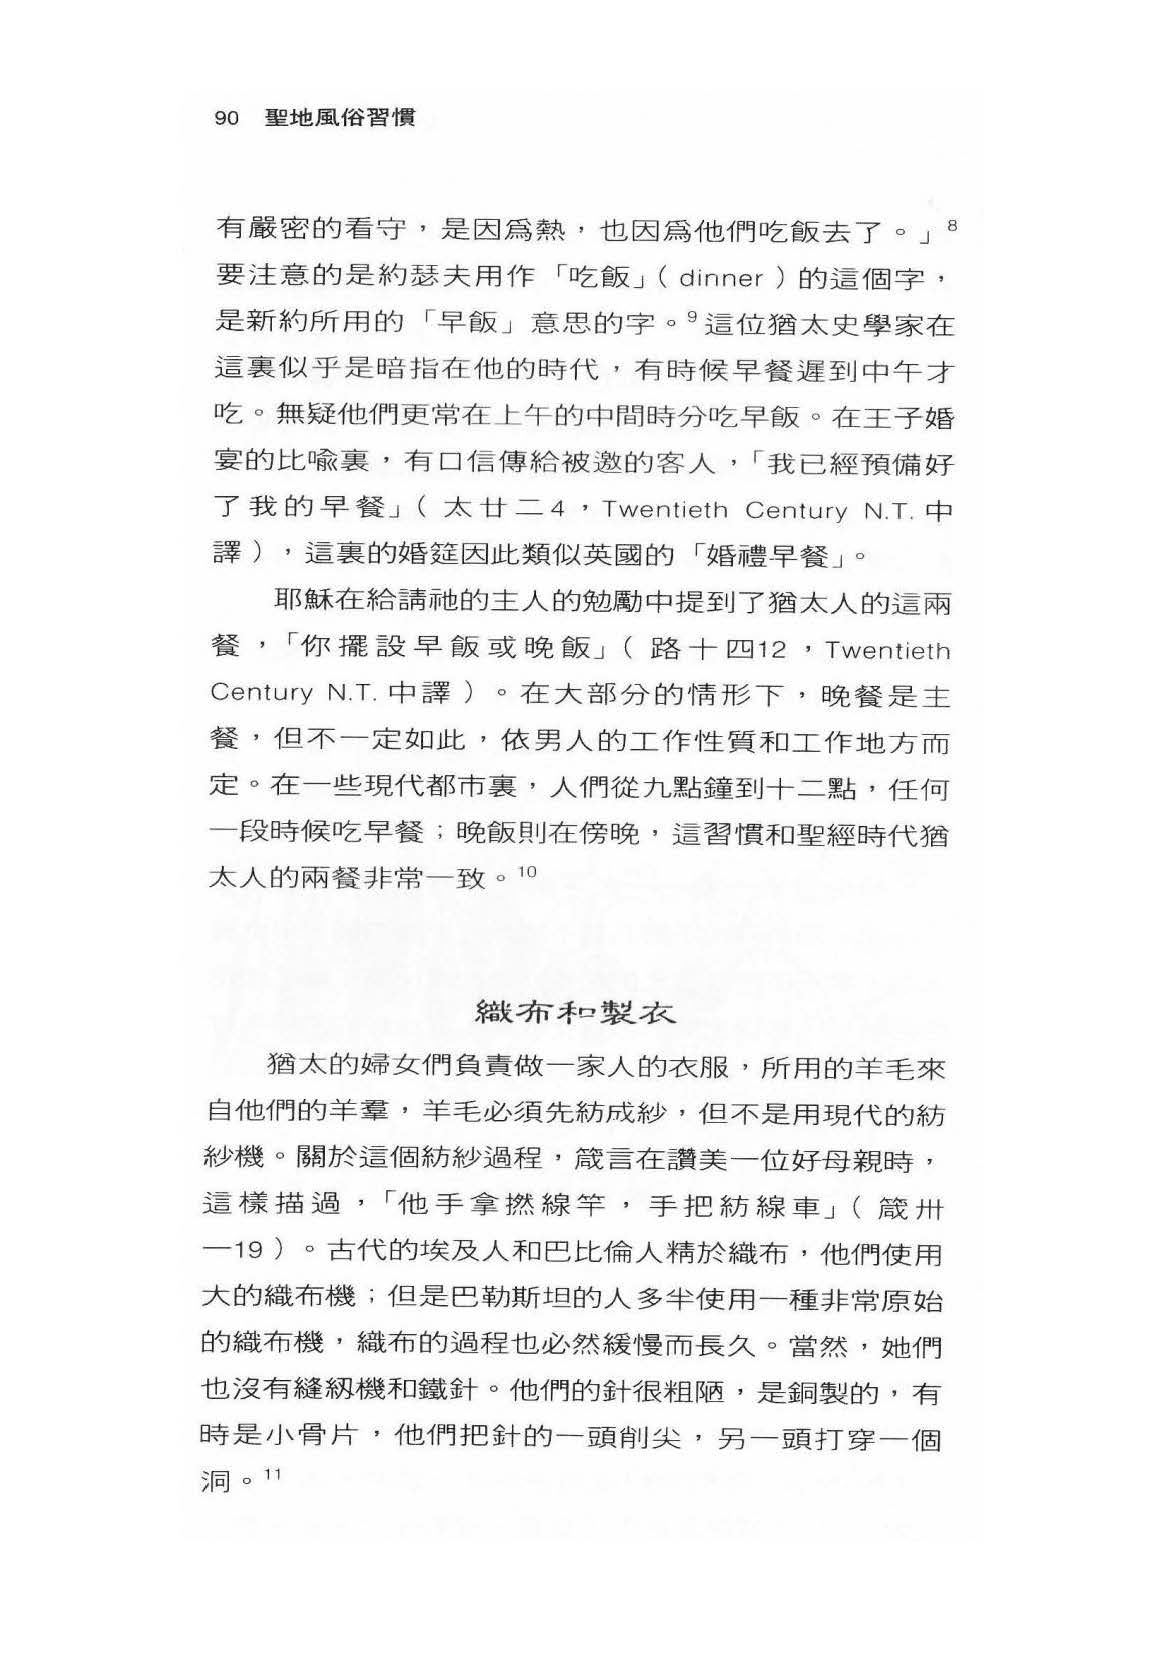 90 聖地風俗習慣
有嚴密的看守，是因爲熱，也因爲他們吃飯去了。」8
要注意的是約瑟夫用作「吃飯」（dinner）的這個字，
是新約所用的「早飯」意思的字。9這位猶太史學家在
這裏似乎是暗指在他的時代，有時候早餐遲到中午才
吃。無疑他們更常在上午的中間時分吃早飯。在王子婚
宴的比喩裏，有口信傳給被邀的客人，「我已經預備好
了我的早餐」（太廿二4，Twentieth Century N.T.中
譯），這裏的婚筵因此類似英國的「婚禮早餐」。
耶穌在給請祂的主人的勉勵中提到了猶太人的這兩
餐，「你擺設早飯或晚飯」（路十四12，Twentieth
Century N.T.中譯）。在大部分的情形下，晚餐是主
餐，但不一定如此，依男人的工作性質和工作地方而
定。在一些現代都市裏，人們從九點鐘到十二點，任何
一段時候吃早餐；晚飯則在傍晚，這習慣和聖經時代猶
太人的兩餐非常一致。10
織布和製衣
猶太的婦女們負責做一家人的衣服，所用的羊毛來
自他們的羊羣，羊毛必須先紡成紗，但不是用現代的紡
紗機。關於這個紡紗過程，箴言在讚美一位好母親時，
這樣描過，「他手拿撚線竿，手把紡線車」（箴卅
一19）。古代的埃及人和巴比倫人精於織布，他們使用
大的織布機；但是巴勒斯坦的人多半使用一種非常原始
的織布機，織布的過程也必然緩慢而長久。當然，她們
也沒有縫級機和鐵針。他們的針很粗陋，是銅製的，有
時是小骨片，他們把針的一頭削尖，另一頭打穿一個
洞。11